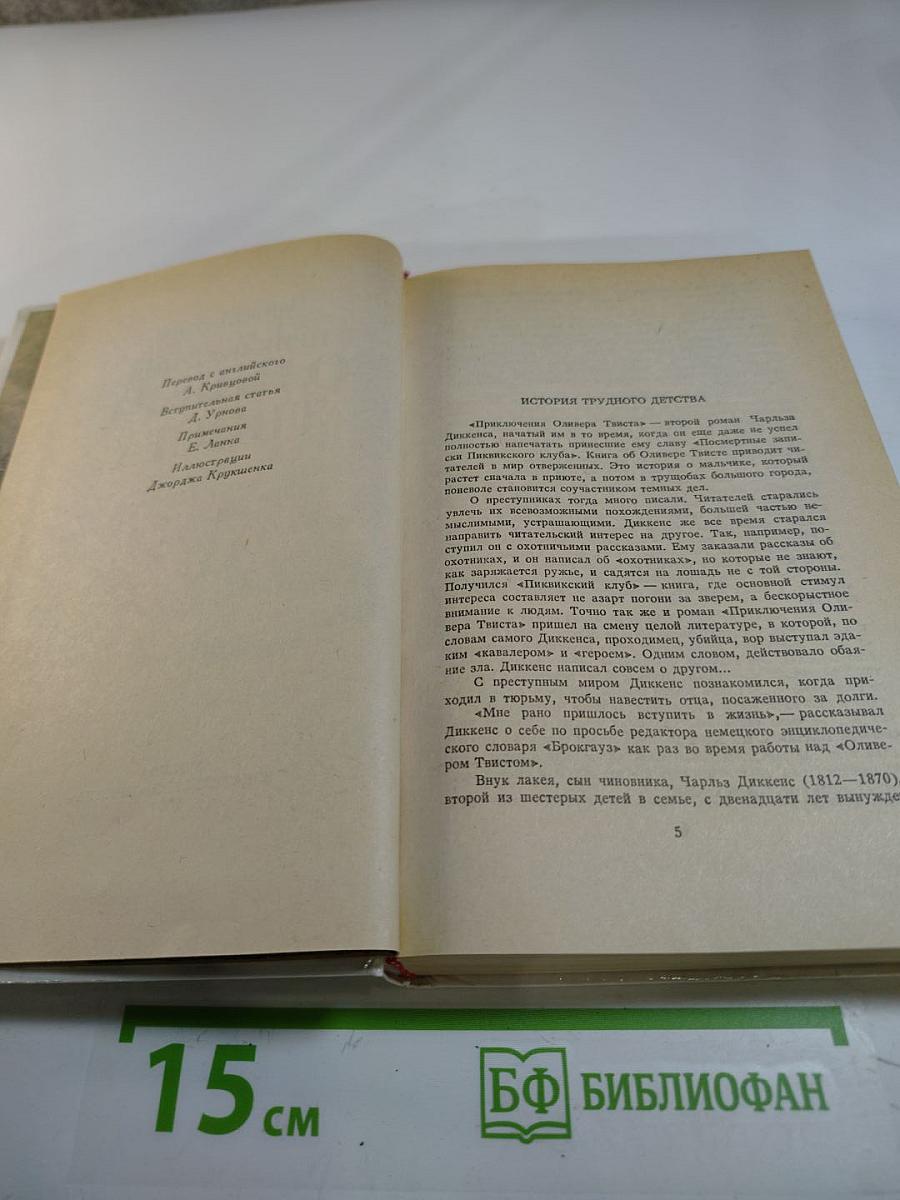 Перевод с английского
А. Кривцовой
Вступительная статья
Д. Урнова
Примечания
Е. Ланна
Иллюстрации
Джорджа Крукшенка
ИСТОРИЯ ТРУДНОГО ДЕТСТВА
«Приключения Оливера Твиста» — второй роман Чарльза
Диккенса, начатый им в то время, когда он еще даже не успел
полностью напечатать принесшие ему славу «Посмертные запи-
ски Пиквикского клуба». Книга об Оливере Твисте приводит чи-
тателей в мир отверженных. Это история о мальчике, который
растет сначала в приюте, а потом в трущобах большого города,
поневоле становится соучастником темных дел.
О преступниках тогда много писали. Читателей старались
увлечь их всевозможными похождениями, большей частью не-
мыслимыми, устрашающими. Диккенс же все время старался
направить читательский интерес на другое. Так, например, по-
ступил он с охотничьими рассказами. Ему заказали рассказы об
охотниках, и он написал об «охотниках», но которые не знают,
как заряжается ружье, и садятся на лошадь не с той стороны.
Получился «Пиквикский клуб» — книга, где основной стимул
интереса составляет не азарт погони за зверем, а бескорыстное
внимание к людям. Точно так же и роман «Приключения Оли-
вера Твиста» пришел на смену целой литературе, в которой, по
словам самого Диккенса, проходимец, убийца, вор выступал эда-
ким «кавалером» и «героем». Одним словом, действовало обая-
ние зла. Диккенс написал совсем о другом...
С преступным миром Диккенс познакомился, когда при-
ходил в тюрьму, чтобы навестить отца, посаженного за долги.
«Мне рано пришлось вступить в жизнь»,— рассказывал
Диккенс о себе по просьбе редактора немецкого энциклопедиче-
ского словаря «Брокгауз» как раз во время работы над «Оливе-
ром Твистом».
Внук лакея, сын чиновника, Чарльз Диккенс (1812—1870),
второй из шестерых детей в семье, с двенадцати лет вынужде
5
15 см
БФ БИБЛИОФАН